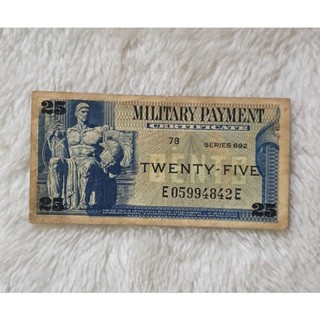 25 MILITARY PAYMENT
CERTIFICATE
78 SERIES 692
TWENTY-FIVE
E05994842E
25 25